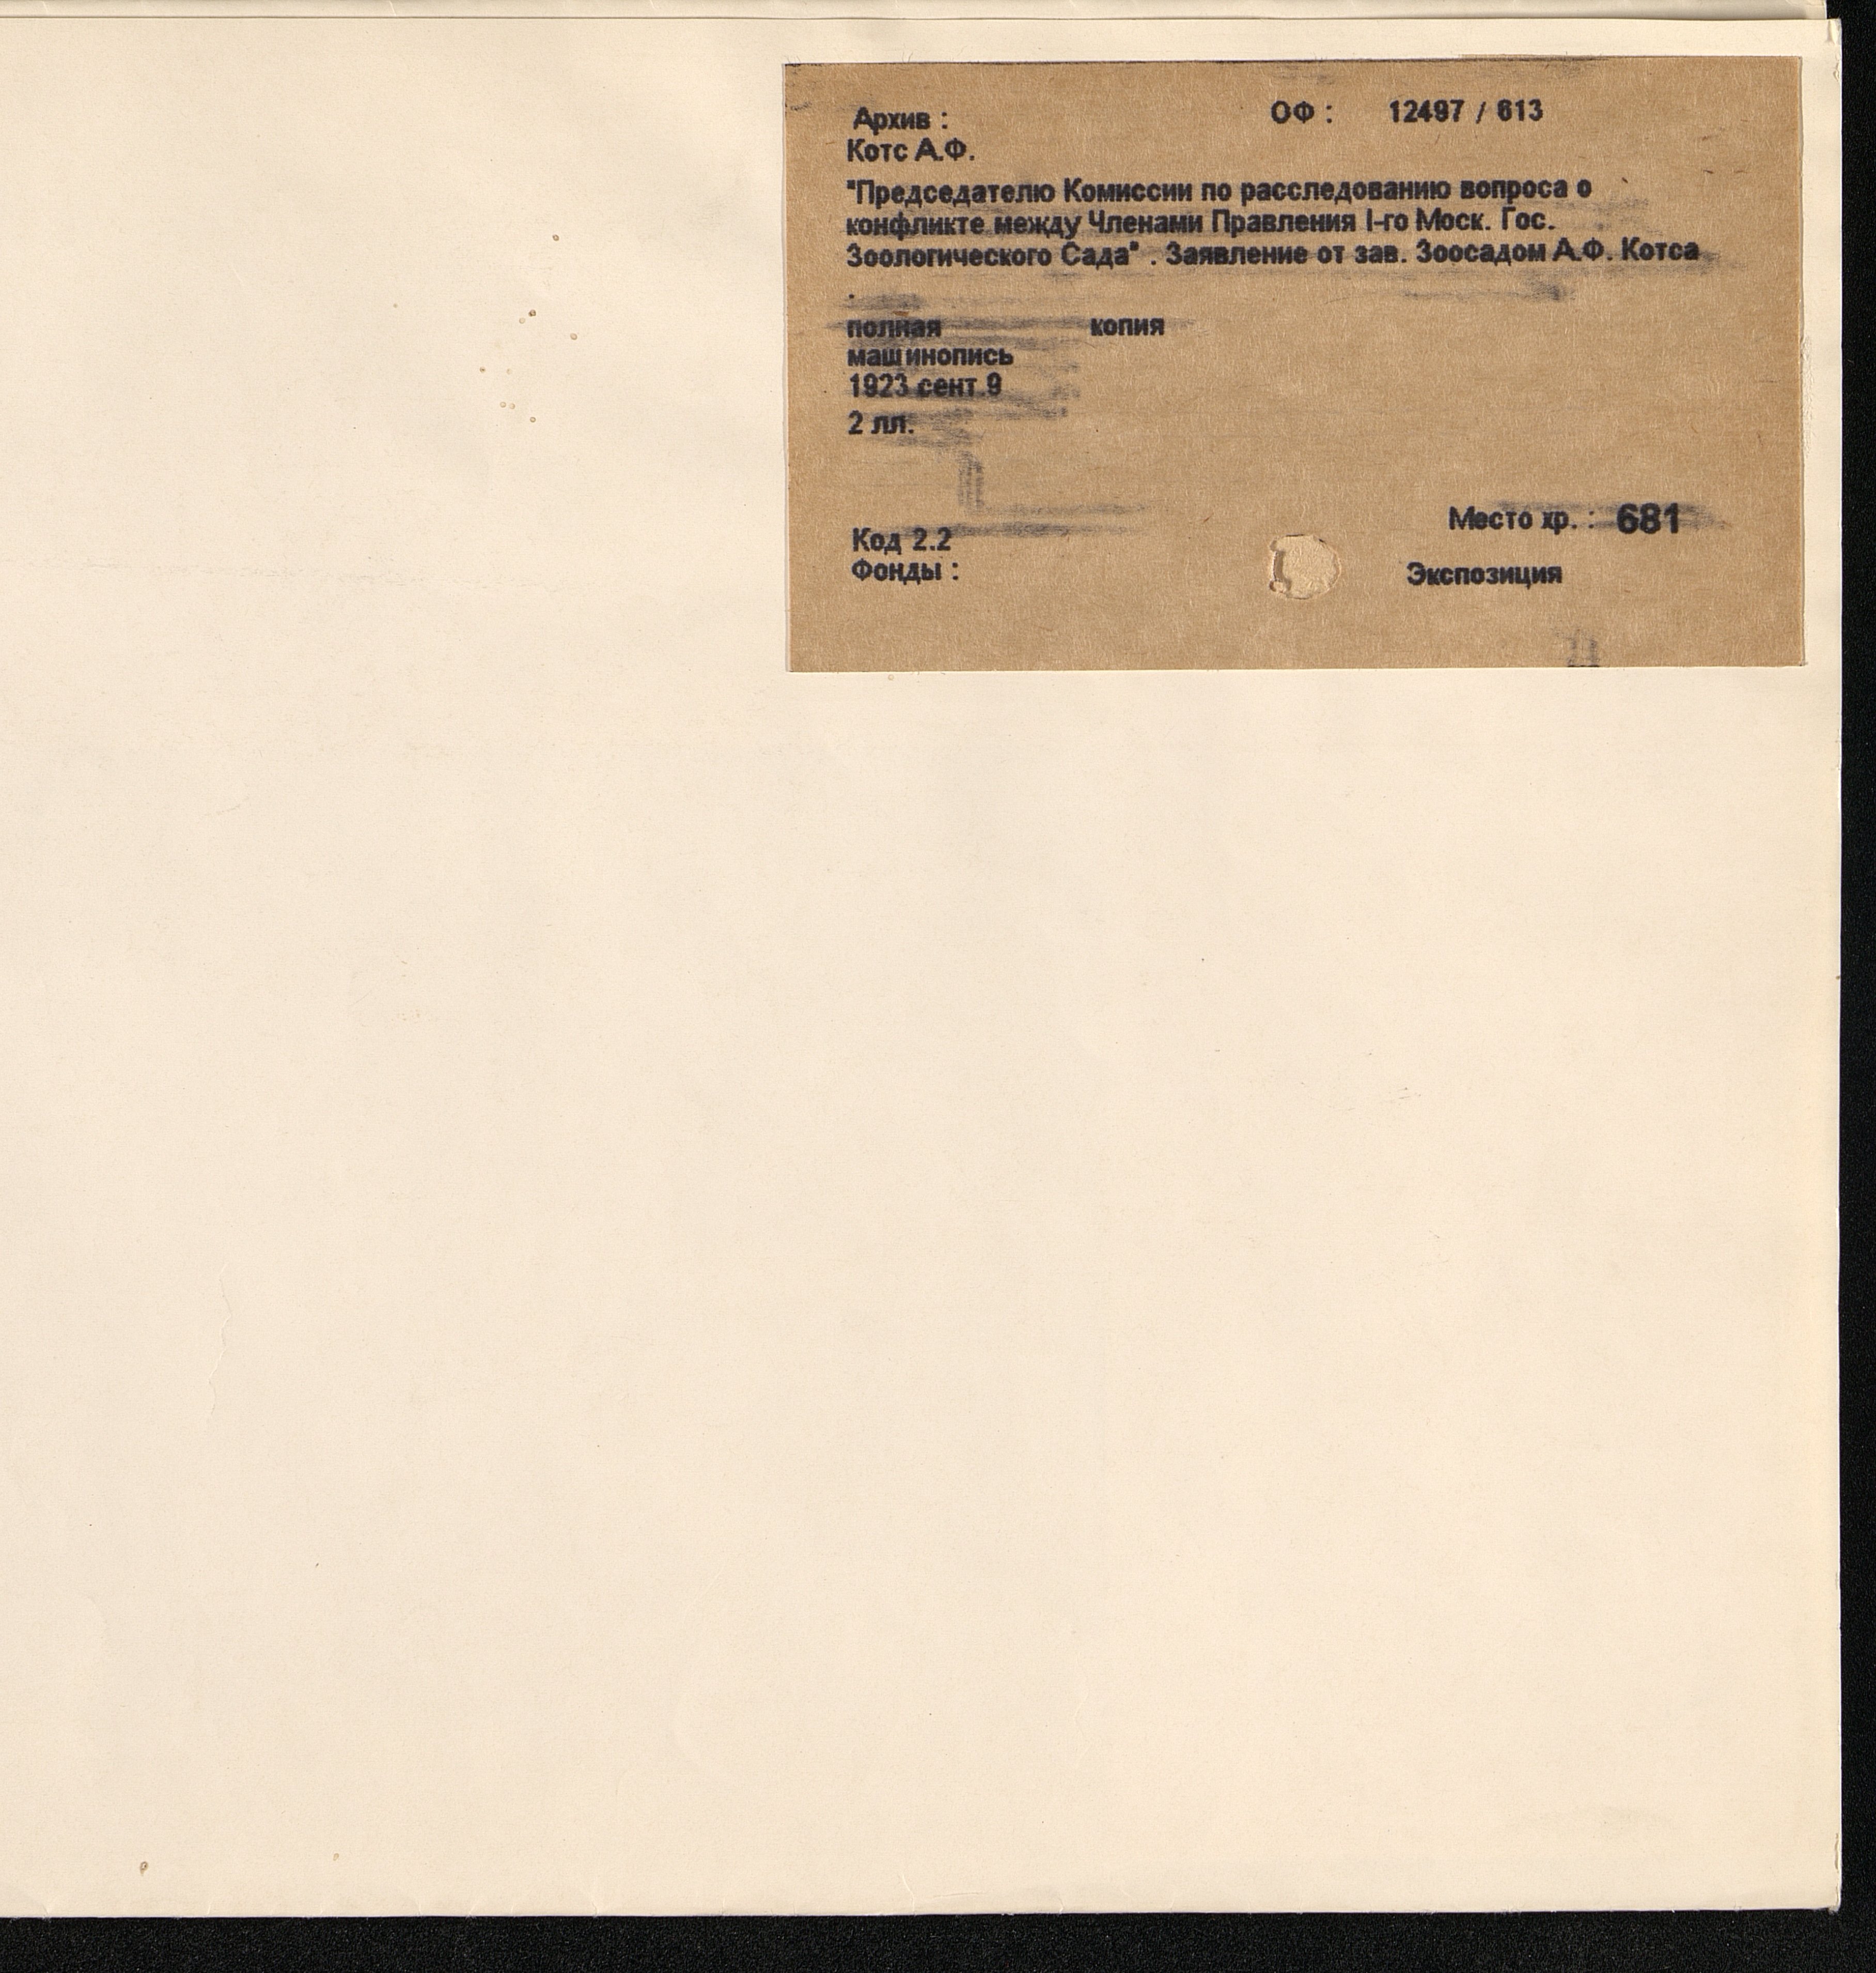 Архив : ОФ : 12497 / 613
Котс А.Ф.
"Председателю Комиссии по расследованию вопроса о
конфликте между Членами Правления I-го Моск. Гос.
Зоологического Сада" . Заявление от зав. Зоосадом А.Ф. Котса
.
полная копия
машинопись
1923 сент.9
2 лл.
Место хр. : 681
Код 2.2
Фонды : Экспозиция